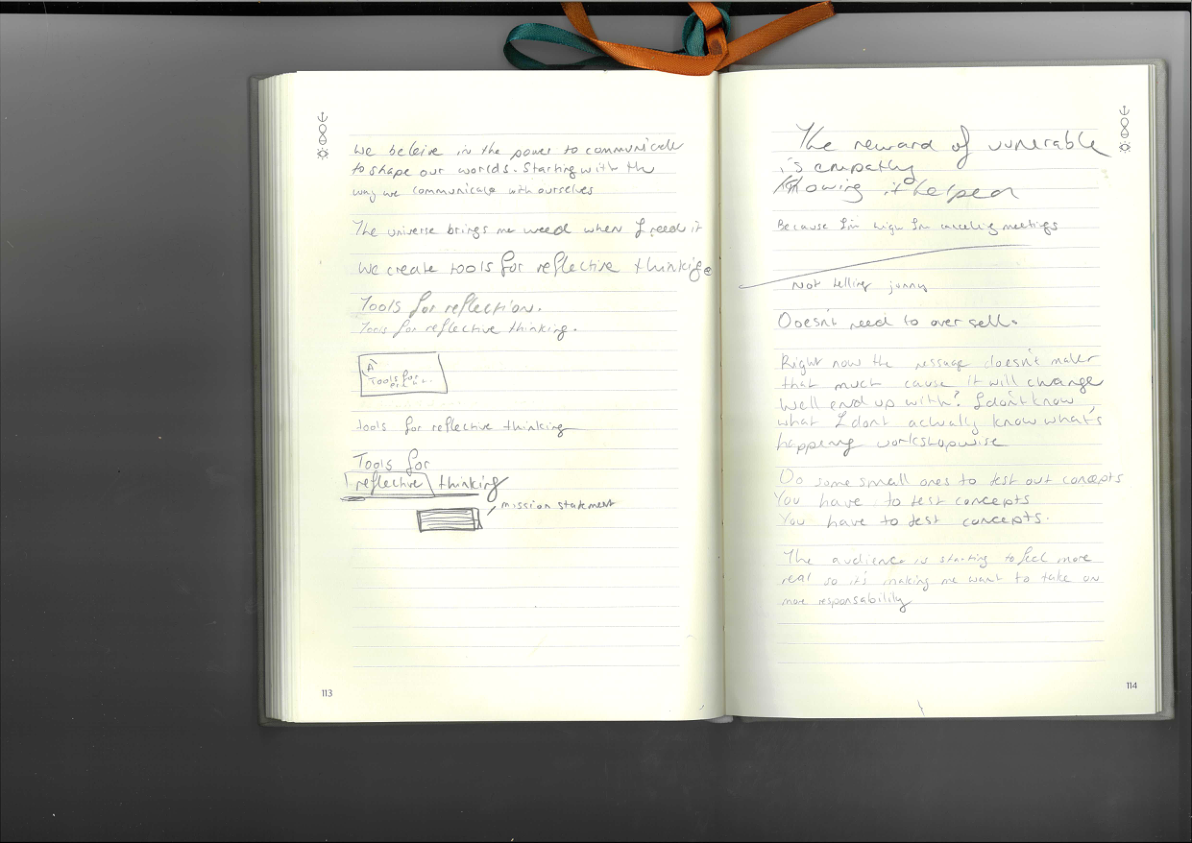 We beleive in the power to communicate
to shape our worlds. Starting with the
way we communicate with ourselves
The universe brings me weed when I need it
We create tools for reflective thinking
Tools for reflection.
Tools for reflective thinking.
A
Tools for
tools for reflective thinking
Tools for
reflective thinking
mission statement
113
The reward of vunerable
is empathy
Knowing it helped
Because I'm high I'm canceling meetings
Not telling
Doesn't need to over sell.
Right now the message doesn't matter
that much cause it will change
We'll end up with? I don't know
what I dont actually know what's
happening workshopwise
Do some small ones to test out concepts
You have to test concepts
You have to test concepts.
The audience is starting to feel more
real so it's making me want to take on
more responsability
114